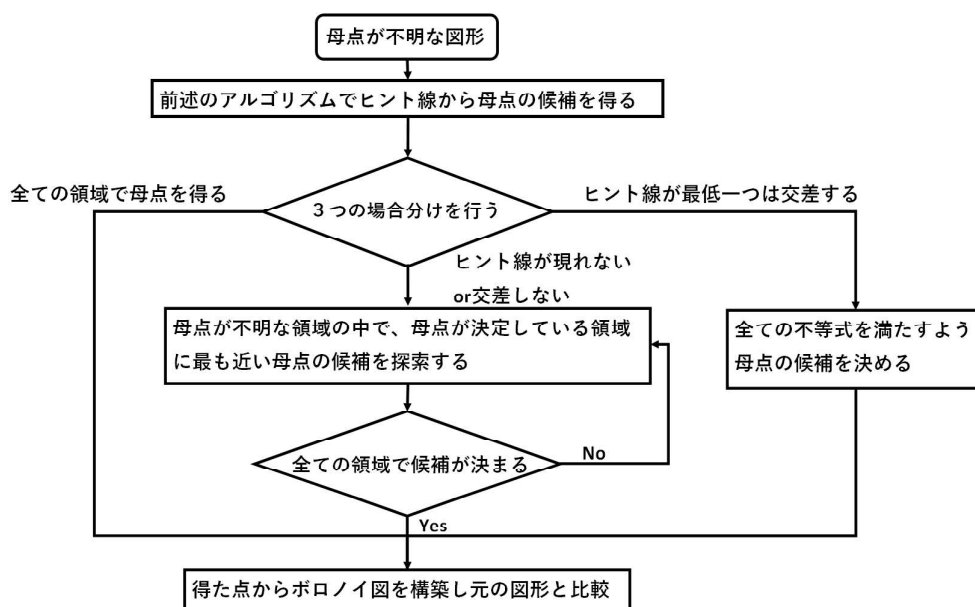 母点が不明な図形
前述のアルゴリズムでヒント線から母点の候補を得る
全ての領域で母点を得る
３つの場合分けを行う
ヒント線が最低一つは交差する
ヒント線が現れない
or交差しない
母点が不明な領域の中で、母点が決定している領域
に最も近い母点の候補を探索する
全ての不等式を満たすよう
母点の候補を決める
全ての領域で候補が決まる
No
Yes
得た点からボロノイ図を構築し元の図形と比較